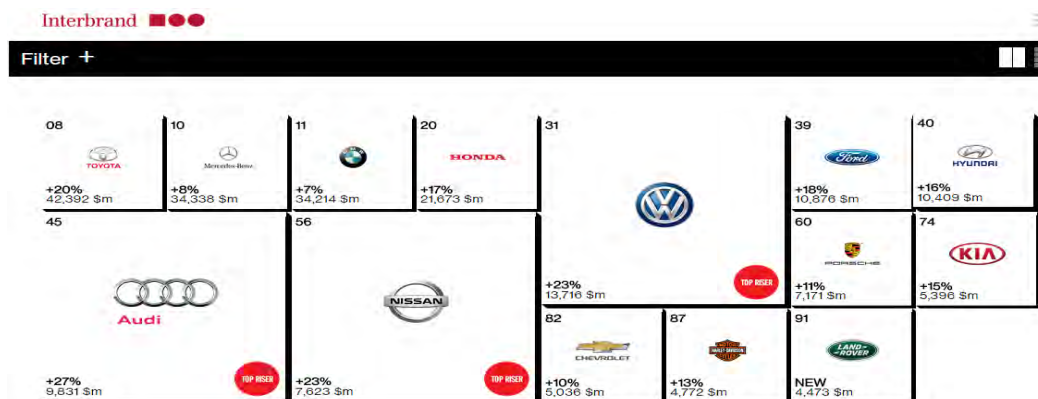 Interbrand
Filter +
08
TOYOTA
+20%
42,392 $m
10
Mercedes-Benz
+8%
34,338 $m
11
+7%
34,214 $m
20
HONDA
+17%
21,673 $m
31
+23%
13,716 $m
TOP RISER
39
Ford
+18%
10,876 $m
40
HYUNDAI
+16%
10,409 $m
45
Audi
+27%
9,831 $m
TOP RISER
56
NISSAN
+23%
7,623 $m
TOP RISER
60
PORSCHE
+11%
7,171 $m
74
KIA
+15%
5,396 $m
82
CHEVROLET
+10%
5,036 $m
87
HARLEY-DAVIDSON
+13%
4,772 $m
91
LAND-
ROVER
NEW
4,473 $m